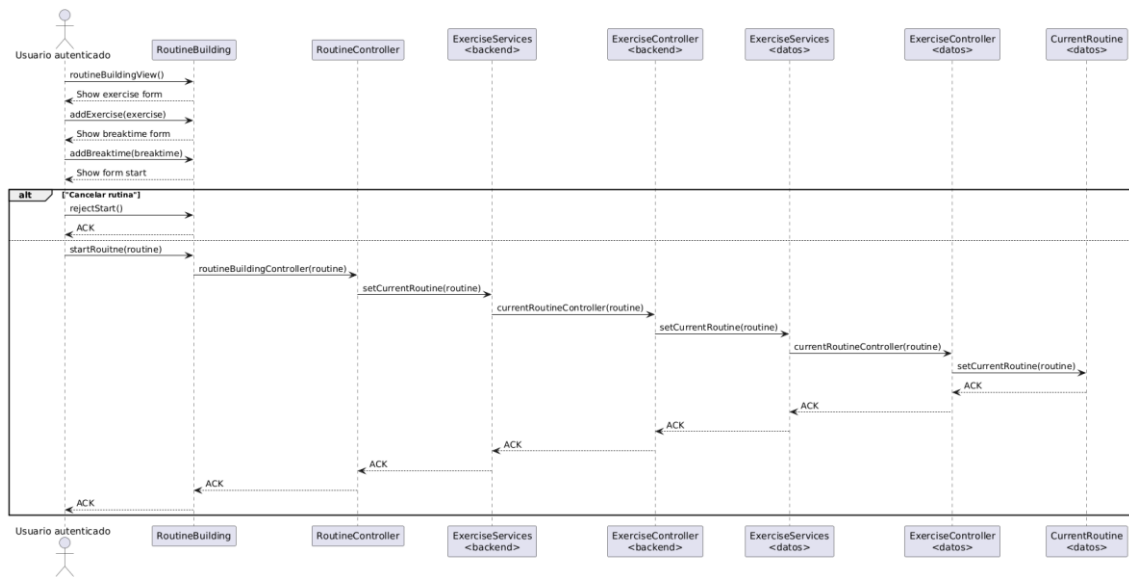 Usuario autenticado
RoutineBuilding
RoutineController
ExerciseServices
<backend>
ExerciseController
<backend>
ExerciseServices
<datos>
ExerciseController
<datos>
CurrentRoutine
<datos>
routineBuildingView()
Show exercise form
addExercise(exercise)
Show breaktime form
addBreaktime(breaktime)
Show form start
alt ["Cancelar rutina"]
rejectStart()
ACK
startRouitne(routine)
routineBuildingController(routine)
setCurrentRoutine(routine)
currentRoutineController(routine)
setCurrentRoutine(routine)
currentRoutineController(routine)
setCurrentRoutine(routine)
ACK
ACK
ACK
ACK
ACK
ACK
ACK
Usuario autenticado
RoutineBuilding
RoutineController
ExerciseServices
<backend>
ExerciseController
<backend>
ExerciseServices
<datos>
ExerciseController
<datos>
CurrentRoutine
<datos>